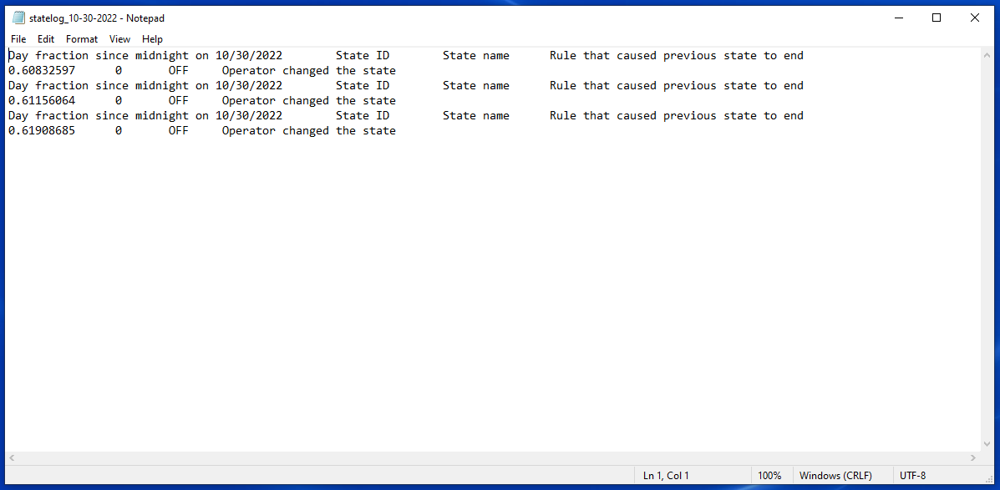 statelog_10-30-2022 - Notepad
File Edit Format View Help
Day fraction since midnight on 10/30/2022 State ID State name Rule that caused previous state to end
0.60832597 0 OFF Operator changed the state
Day fraction since midnight on 10/30/2022 State ID State name Rule that caused previous state to end
0.61156064 0 OFF Operator changed the state
Day fraction since midnight on 10/30/2022 State ID State name Rule that caused previous state to end
0.61908685 0 OFF Operator changed the state
Ln 1, Col 1 100% Windows (CRLF) UTF-8